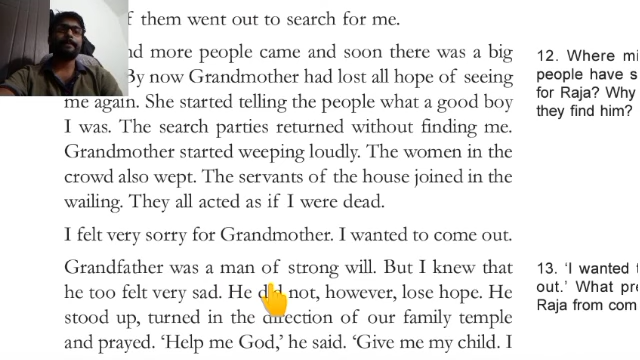 f them went out to search for me.
nd more people came and soon there was a big
By now Grandmother had lost all hope of seeing
me again. She started telling the people what a good boy
I was. The search parties returned without finding me.
Grandmother started weeping loudly. The women in the
crowd also wept. The servants of the house joined in the
wailing. They all acted as if I were dead.
I felt very sorry for Grandmother. I wanted to come out.
Grandfather was a man of strong will. But I knew that
he too felt very sad. He did not, however, lose hope. He
stood up, turned in the direction of our family temple
and prayed. ‘Help me God,’ he said. ‘Give me my child. I
12. Where mi
people have s
for Raja? Why
they find him?
13. ‘I wanted t
out.’ What pre
Raja from com